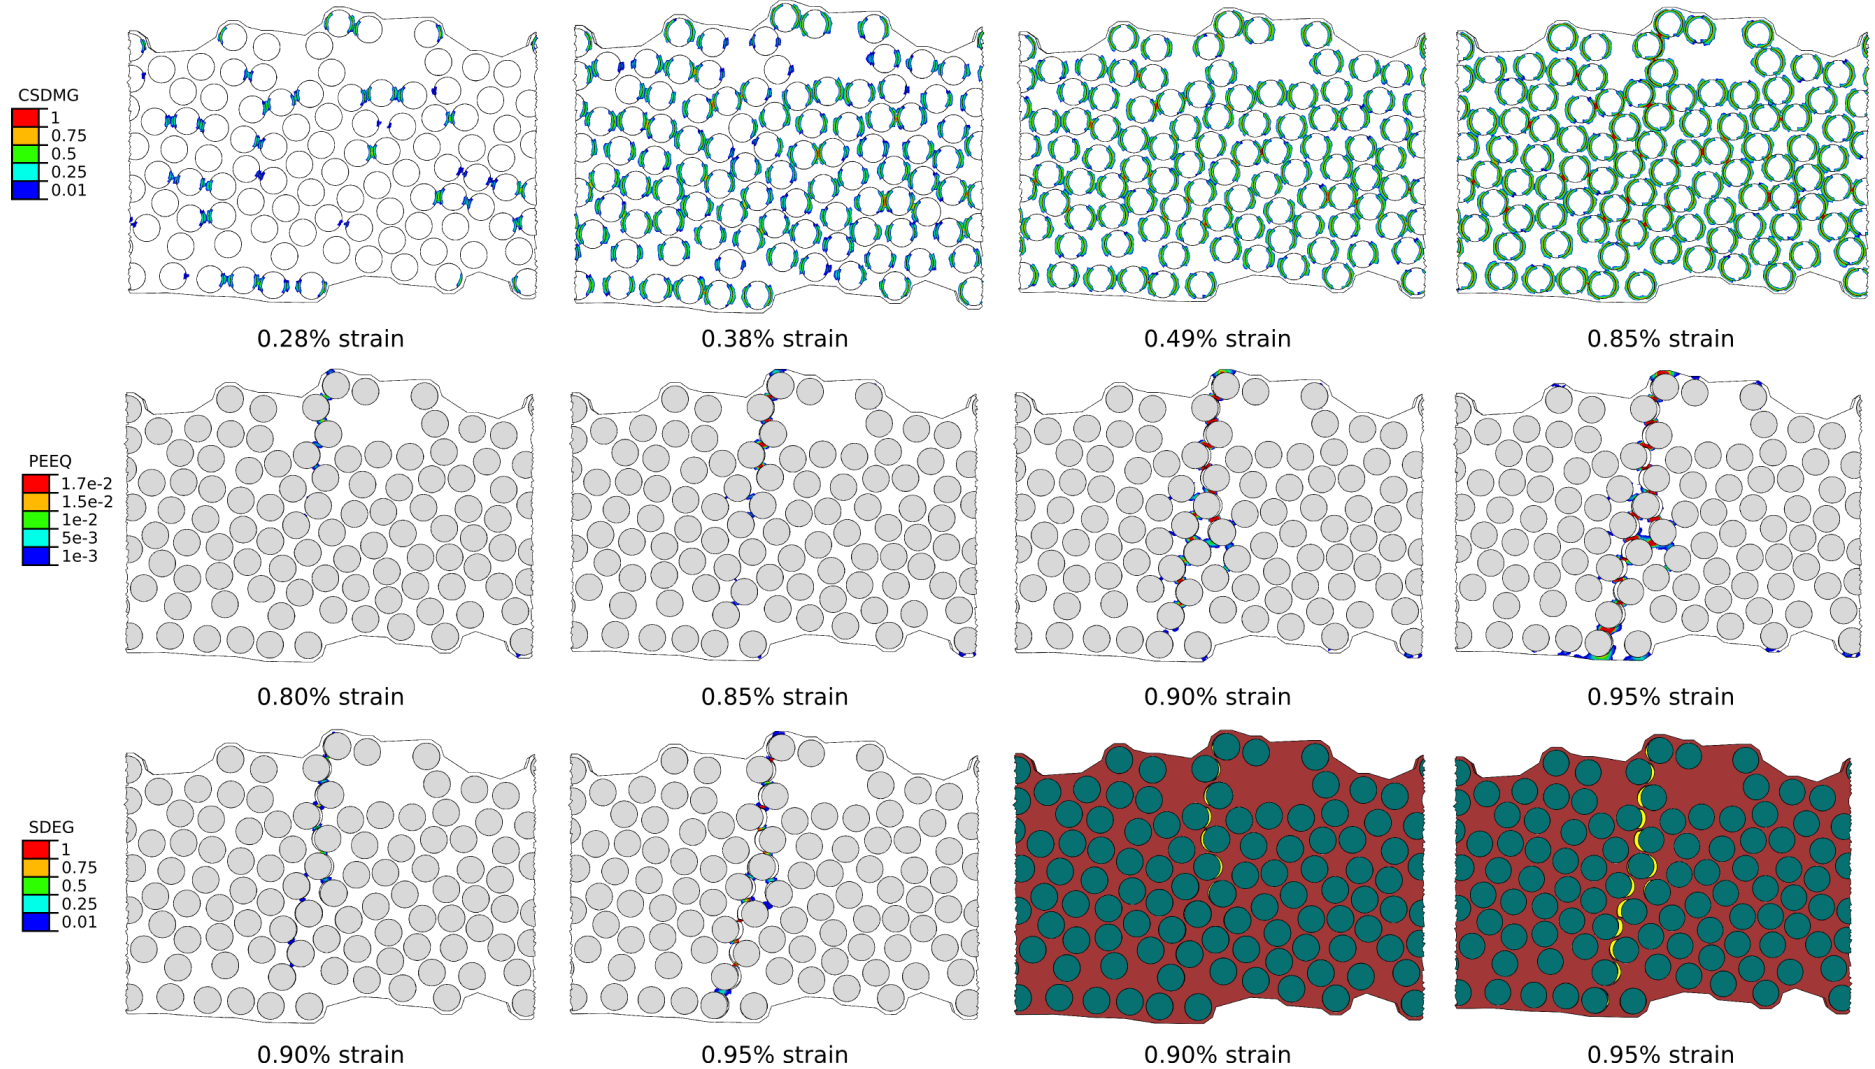 CSDMG
1
0.75
0.5
0.25
0.01
0.28% strain
0.38% strain
0.49% strain
0.85% strain
PEEQ
1.7e-2
1.5e-2
1e-2
5e-3
1e-3
0.80% strain
0.85% strain
0.90% strain
0.95% strain
SDEG
1
0.75
0.5
0.25
0.01
0.90% strain
0.95% strain
0.90% strain
0.95% strain